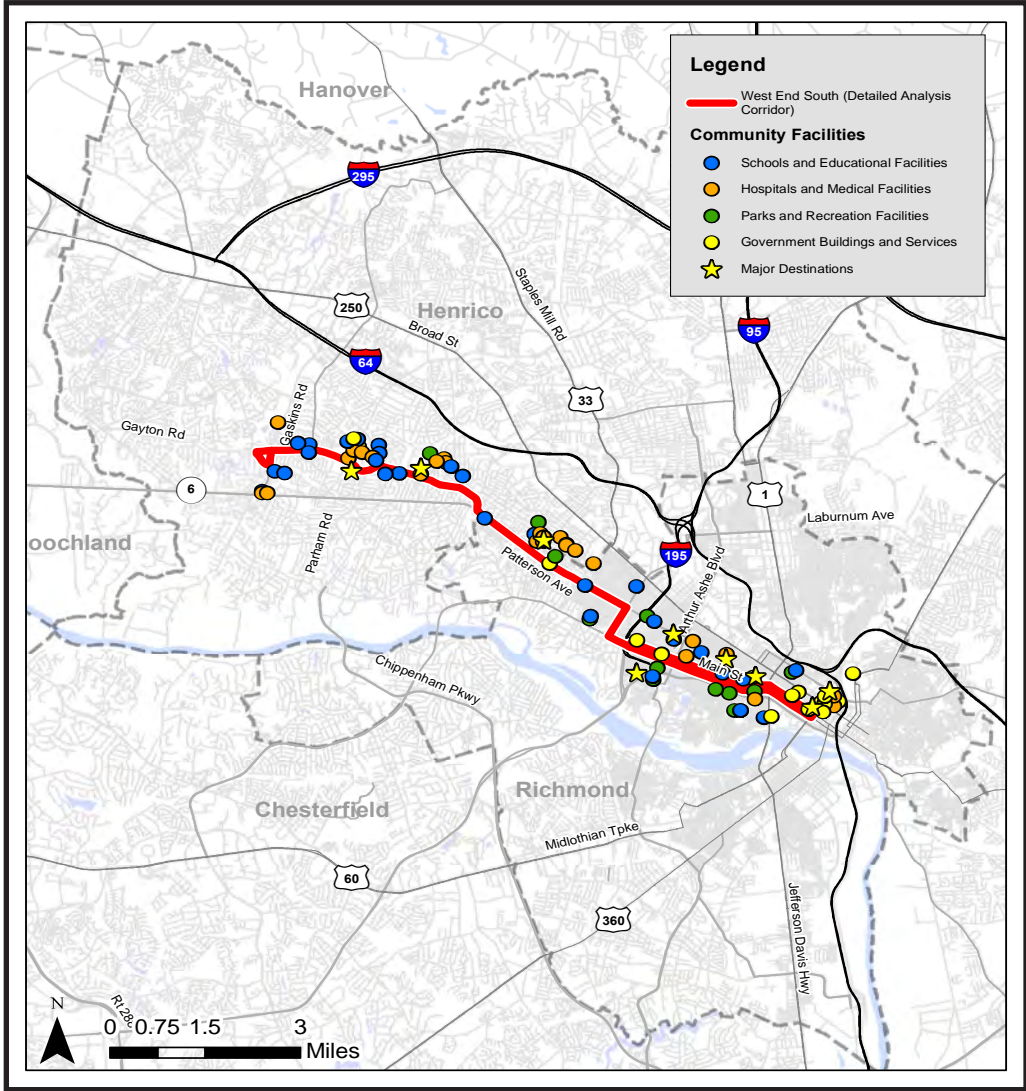 Hanover
Legend
West End South (Detailed Analysis
Corridor)
Community Facilities
Schools and Educational Facilities
Hospitals and Medical Facilities
Parks and Recreation Facilities
Government Buildings and Services
Major Destinations
295
250
Henrico
Staples Mill Rd
Broad St
95
64
33
Gaskins Rd
Gayton Rd
6
1
Laburnum Ave
oochland
Parham Rd
195
Patterson Ave
Arthur Ashe Blvd
Main St
Chippenham Pkwy
Richmond
Chesterfield
Midlothian Tpke
60
360
Jefferson Davis Hwy
Rt 28
N
0 0.75 1.5 3
Miles